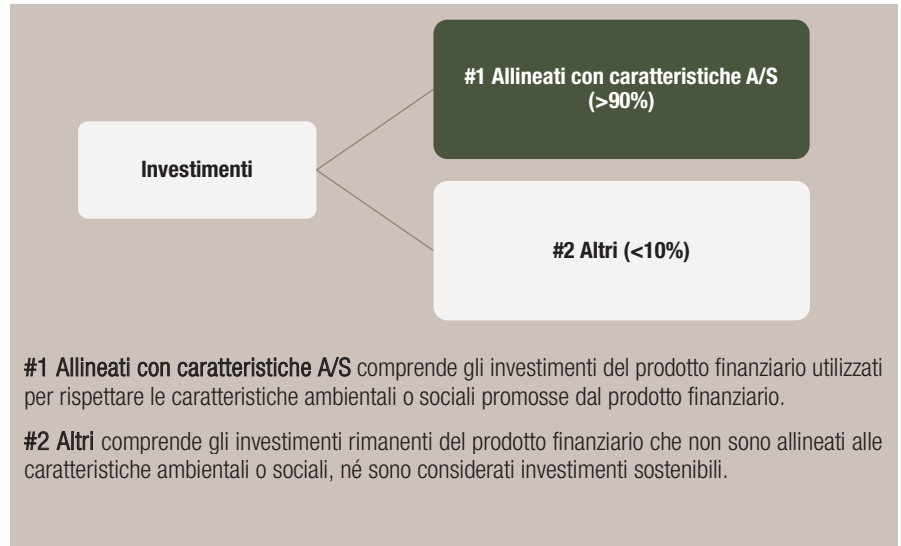 #1 Allineati con caratteristiche A/S
(>90%)
Investimenti
#2 Altri (<10%)
#1 Allineati con caratteristiche A/S comprende gli investimenti del prodotto finanziario utilizzati
per rispettare le caratteristiche ambientali o sociali promosse dal prodotto finanziario.
#2 Altri comprende gli investimenti rimanenti del prodotto finanziario che non sono allineati alle
caratteristiche ambientali o sociali, né sono considerati investimenti sostenibili.